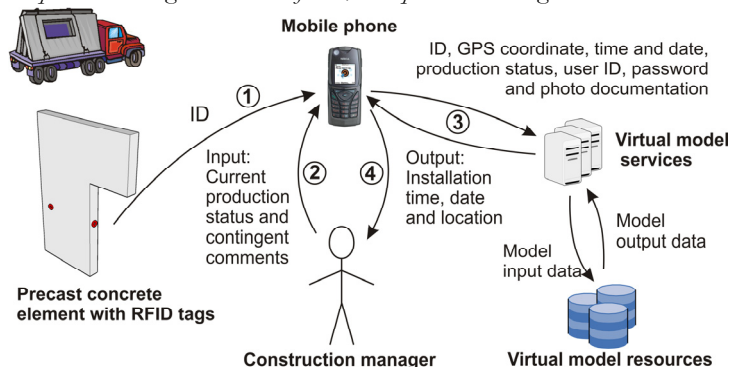 Mobile phone
ID, GPS coordinate, time and date,
production status, user ID, password
and photo documentation
ID
1
3
Virtual model
services
Input:
Current
production
status and
contingent
comments
2
4
Output:
Installation
time, date
and location
Model
output data
Model
input data
Precast concrete
element with RFID tags
Construction manager
Virtual model resources